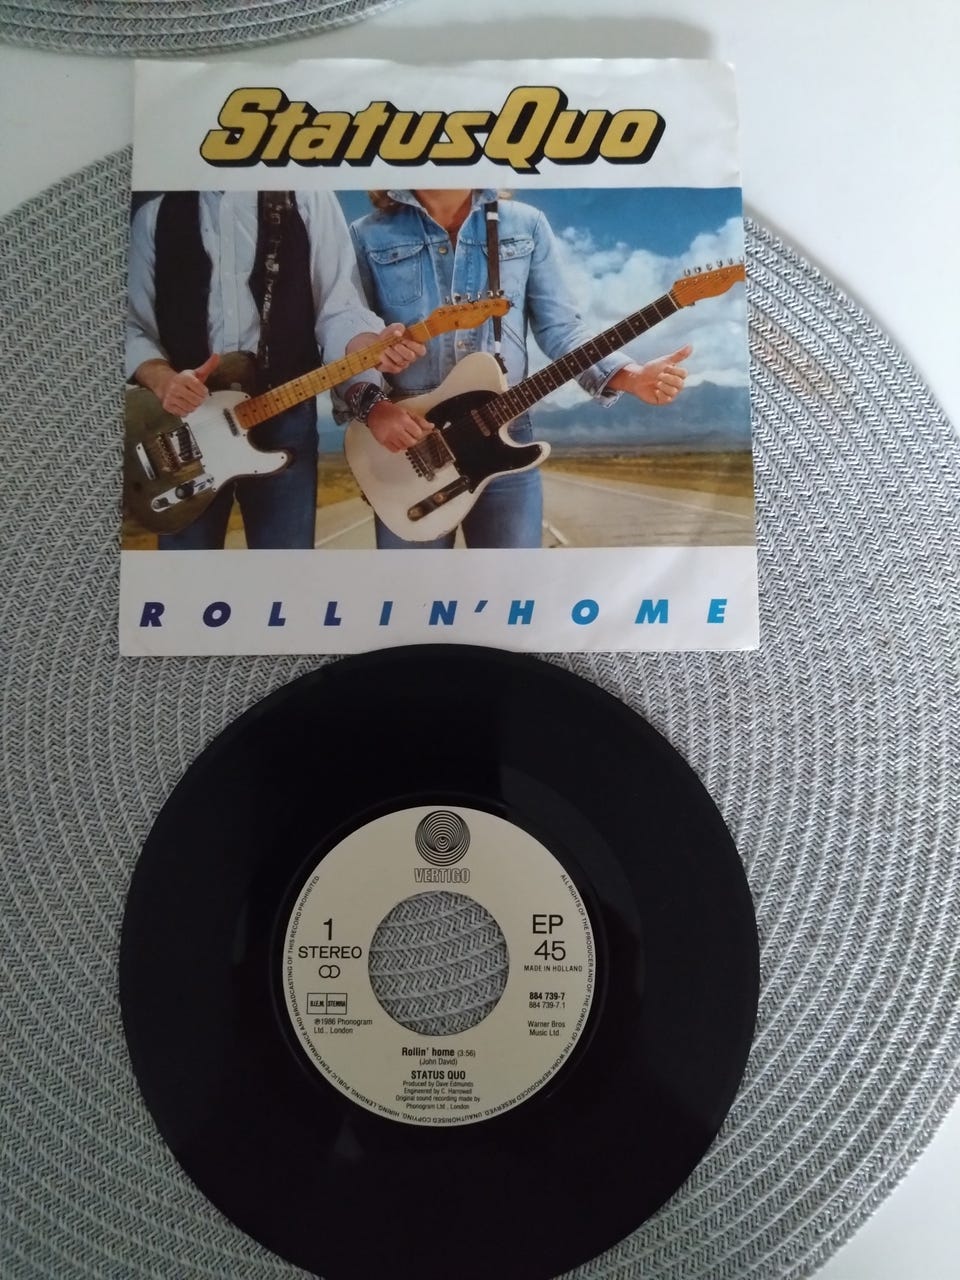 Status Quo
ROLLIN' HOME
VERTIGO
1
STEREO
EP
45
MADE IN HOLLAND
B.I.E.M. STEMRA
884 739-7
884 739-7.1
℗1986 Phonogram
Ltd., London
Warner Bros
Music Ltd
Rollin' home (3:56)
(John David)
STATUS QUO
Produced by Dave Edmunds
Engineered by C. Harrowell
Original sound recording made by
Phonogram Ltd., London
ALL RIGHTS OF THE PRODUCER AND OF THE OWNER OF THE WORK REPRODUCED RESERVED. UNAUTHORISED COPYING, HIRING, LENDING, PUBLIC PERFORMANCE AND BROADCASTING OF THIS RECORD PROHIBITED.